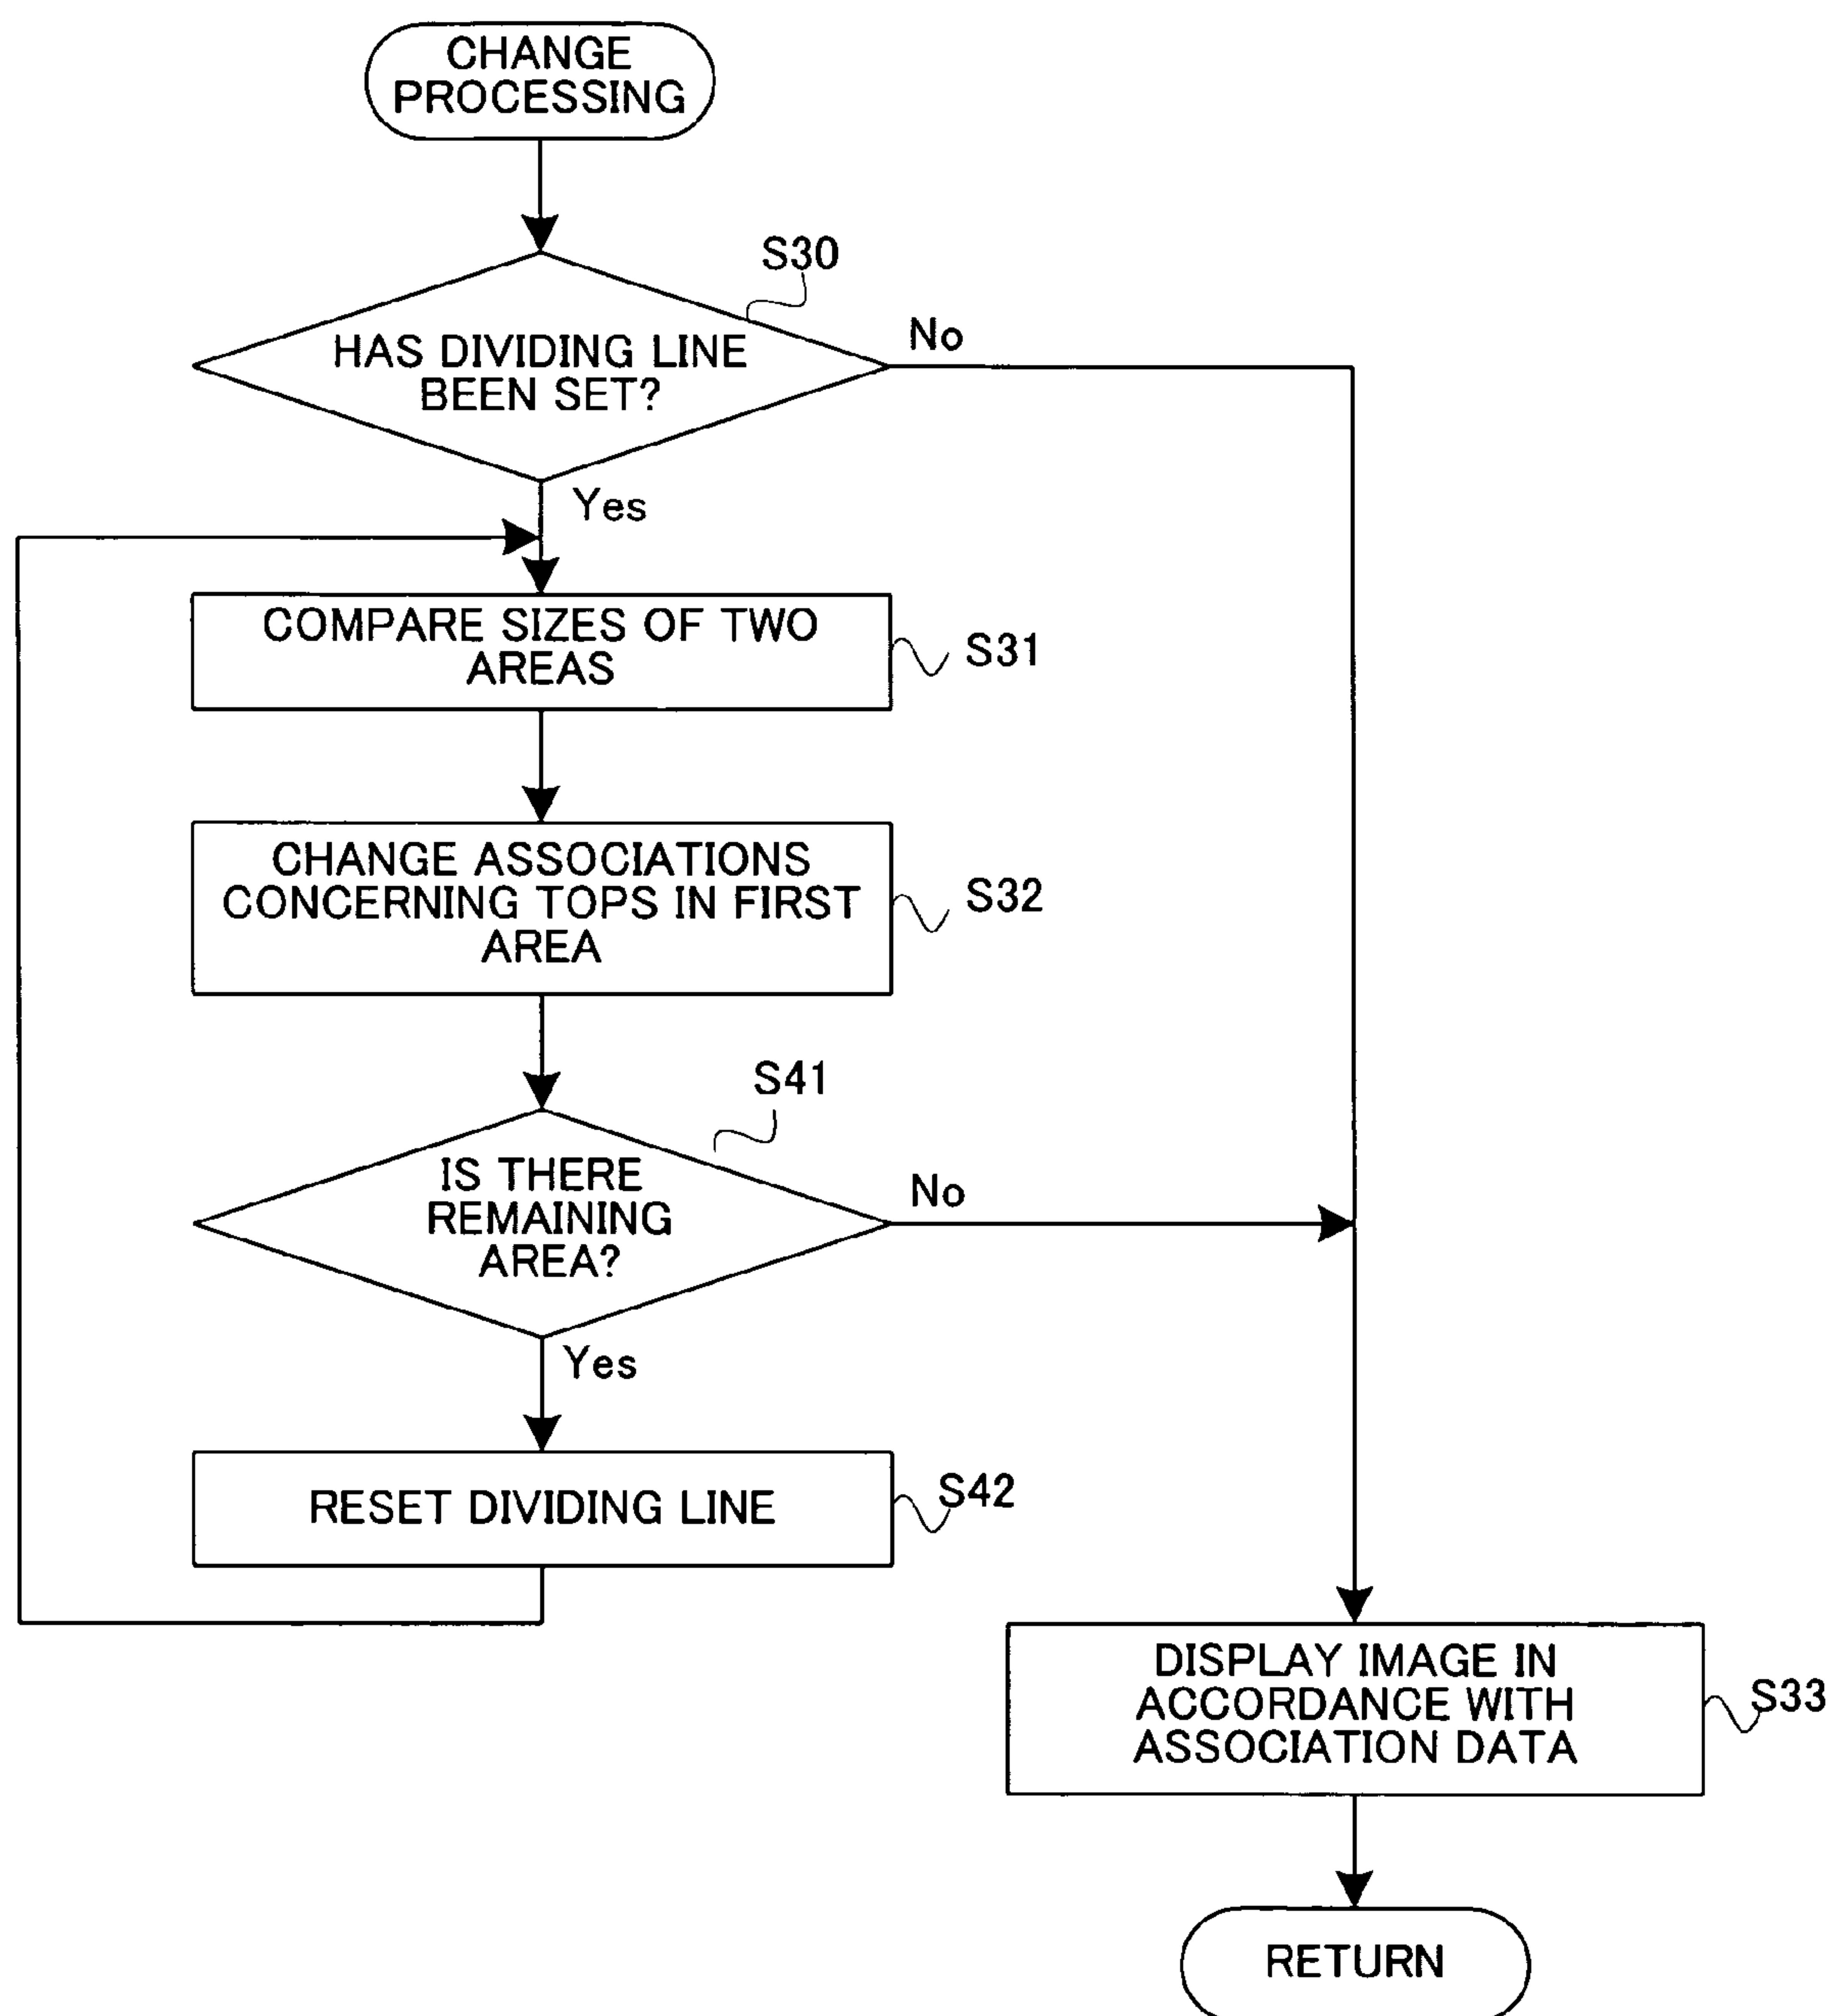 CHANGE
PROCESSING
S30
HAS DIVIDING LINE
BEEN SET?
No
Yes
COMPARE SIZES OF TWO
AREAS
S31
CHANGE ASSOCIATIONS
CONCERNING TOPS IN FIRST
AREA
S32
S41
IS THERE
REMAINING
AREA?
No
Yes
RESET DIVIDING LINE
S42
DISPLAY IMAGE IN
ACCORDANCE WITH
ASSOCIATION DATA
S33
RETURN